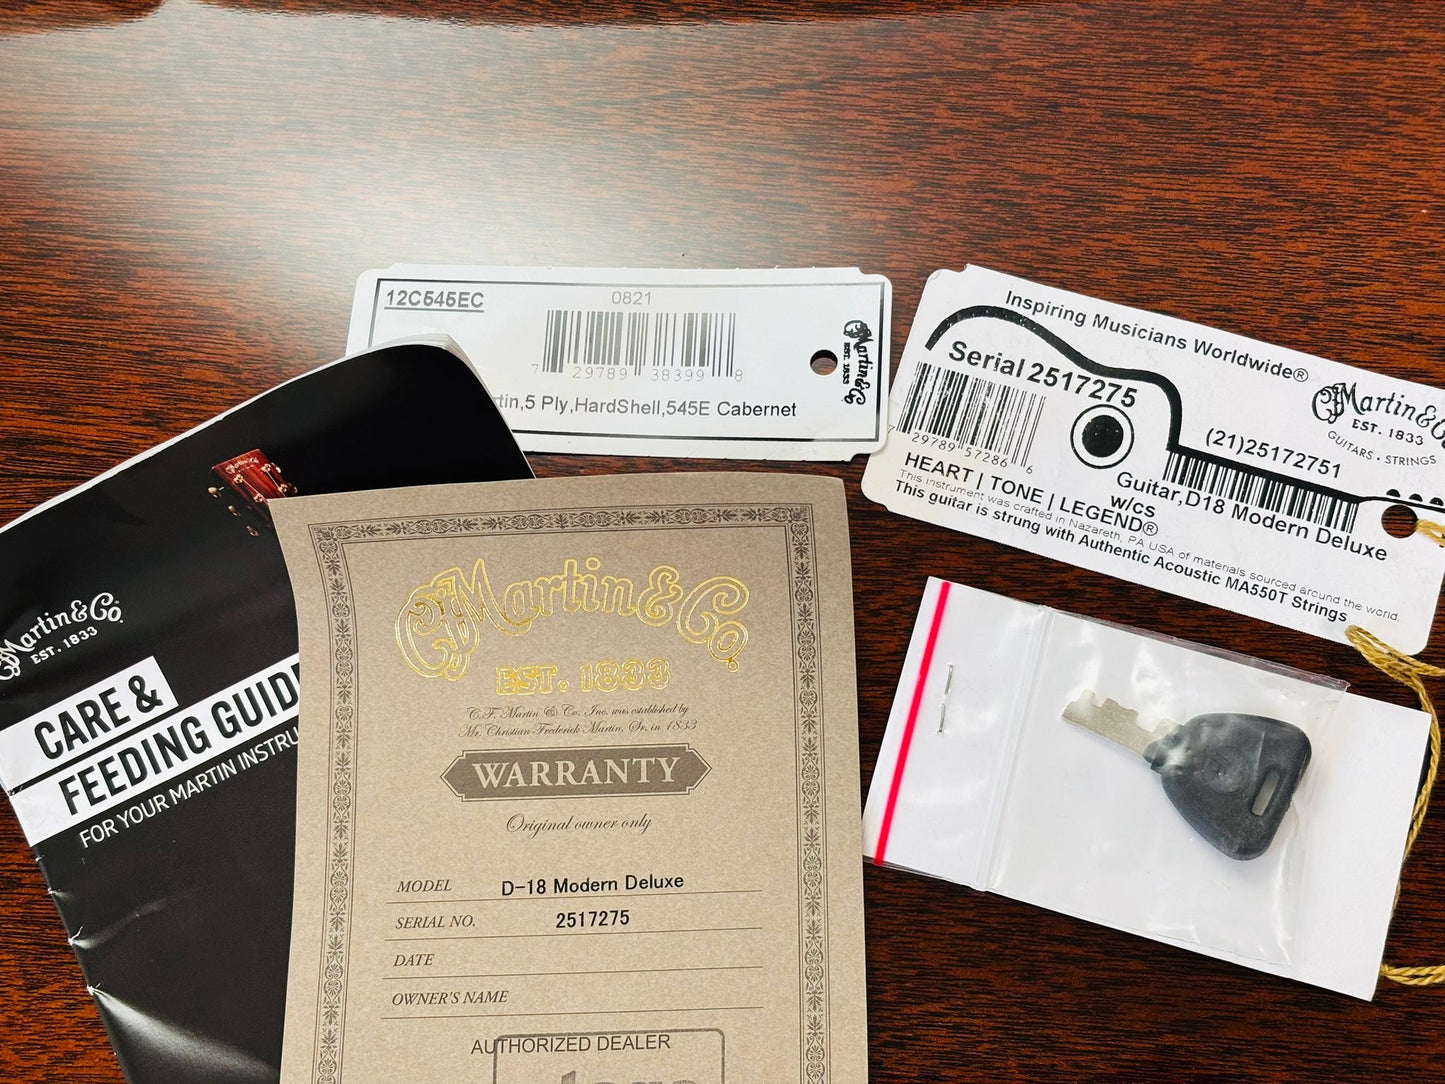 12C545EC
0821
7 29789 38399 8
Martin & Co.
EST. 1833
5 Ply,HardShell,545E Cabernet
Inspiring Musicians Worldwide®
Serial 2517275
Martin & Co.
EST. 1833
GUITARS • STRINGS
29789 57286 6
(21)25172751
Guitar,D18 Modern Deluxe
w/cs
HEART | TONE | LEGEND®
This instrument was crafted in Nazareth, PA USA of materials sourced around the world.
This guitar is strung with Authentic Acoustic MA550T Strings
Martin & Co.
EST. 1833
CARE &
FEEDING GUIDE
FOR YOUR MARTIN INSTRU
CF Martin & Co.
EST. 1833
C. F. Martin & Co. Inc. was established by
Mr. Christian Frederick Martin, Sr. in 1833
WARRANTY
Original owner only
MODEL D-18 Modern Deluxe
SERIAL NO. 2517275
DATE
OWNER'S NAME
AUTHORIZED DEALER